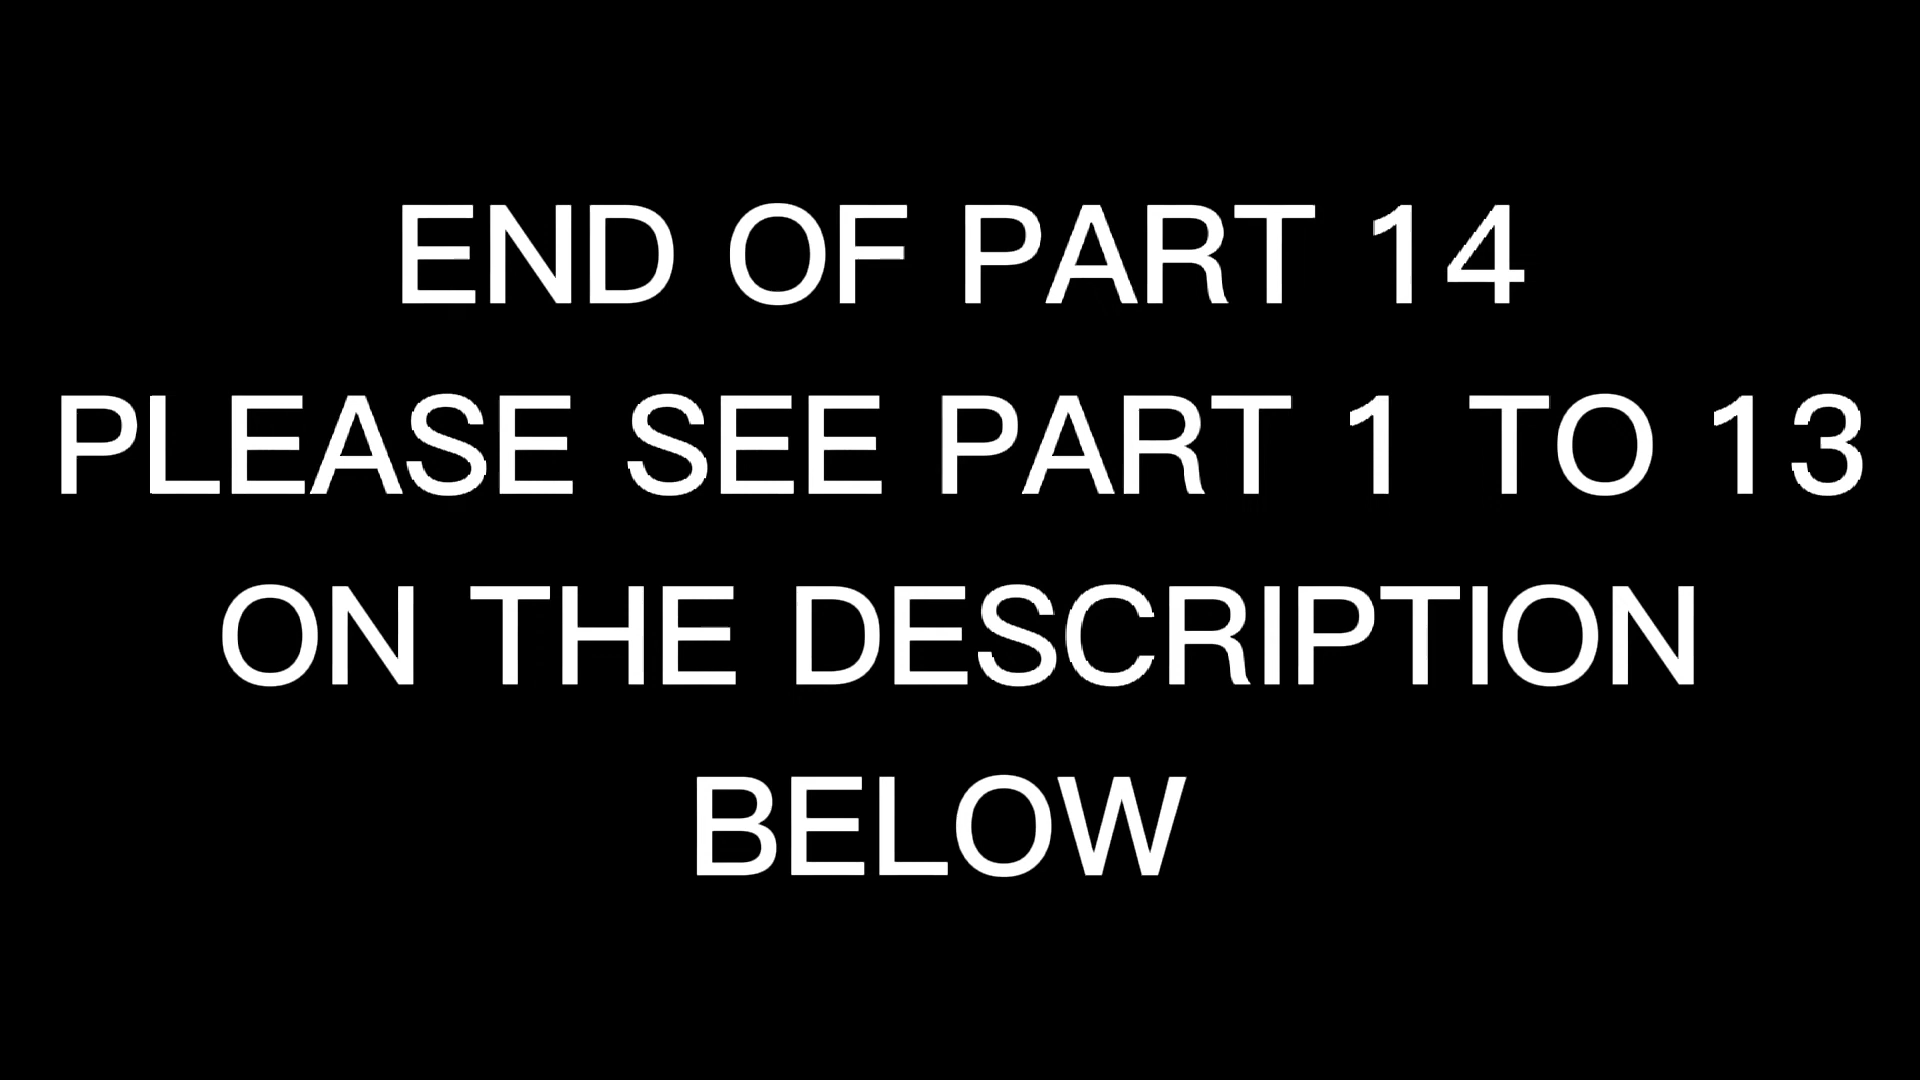 END OF PART 14
PLEASE SEE PART 1 TO 13
ON THE DESCRIPTION
BELOW